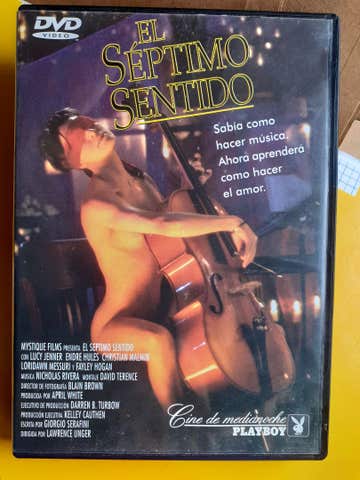 DVD
VIDEO
EL
SÉPTIMO
SENTIDO
Sabía como
hacer música.
Ahora aprenderá
como hacer
el amor.
MYSTIQUE FILMS PRESENTA EL SÉPTIMO SENTIDO
CON LUCY JENNER ENDRE HULES CHRISTIAN MAENIN
LORIDAWN MESSURI Y FAYLEY HOGAN
MÚSICA NICHOLAS RIVERA MONTAJE DAVID TERENCE
DIRECTOR DE FOTOGRAFÍA BLAIN BROWN
PRODUCIDA POR APRIL WHITE
EJECUTIVO DE PRODUCCIÓN DARREN B. TURBOW
PRODUCCIÓN EJECUTIVA KELLEY CAUTHEN
ESCRITA POR GIORGIO SERAFINI
DIRIGIDA POR LAWRENCE UNGER
Cine de medianoche
PLAYBOY